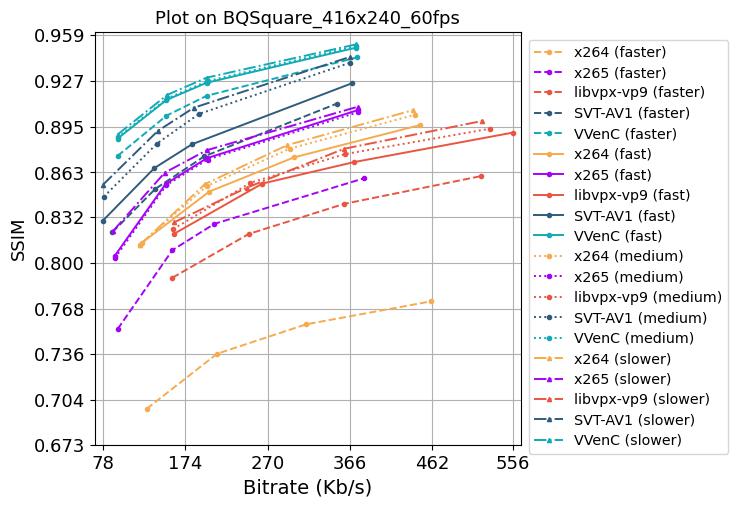 Plot on BQSquare_416x240_60fps
SSIM
0.959
0.927
0.895
0.863
0.832
0.800
0.768
0.736
0.704
0.673
78 174 270 366 462 556
Bitrate (Kb/s)
x264 (faster)
x265 (faster)
libvpx-vp9 (faster)
SVT-AV1 (faster)
VVenC (faster)
x264 (fast)
x265 (fast)
libvpx-vp9 (fast)
SVT-AV1 (fast)
VVenC (fast)
x264 (medium)
x265 (medium)
libvpx-vp9 (medium)
SVT-AV1 (medium)
VVenC (medium)
x264 (slower)
x265 (slower)
libvpx-vp9 (slower)
SVT-AV1 (slower)
VVenC (slower)